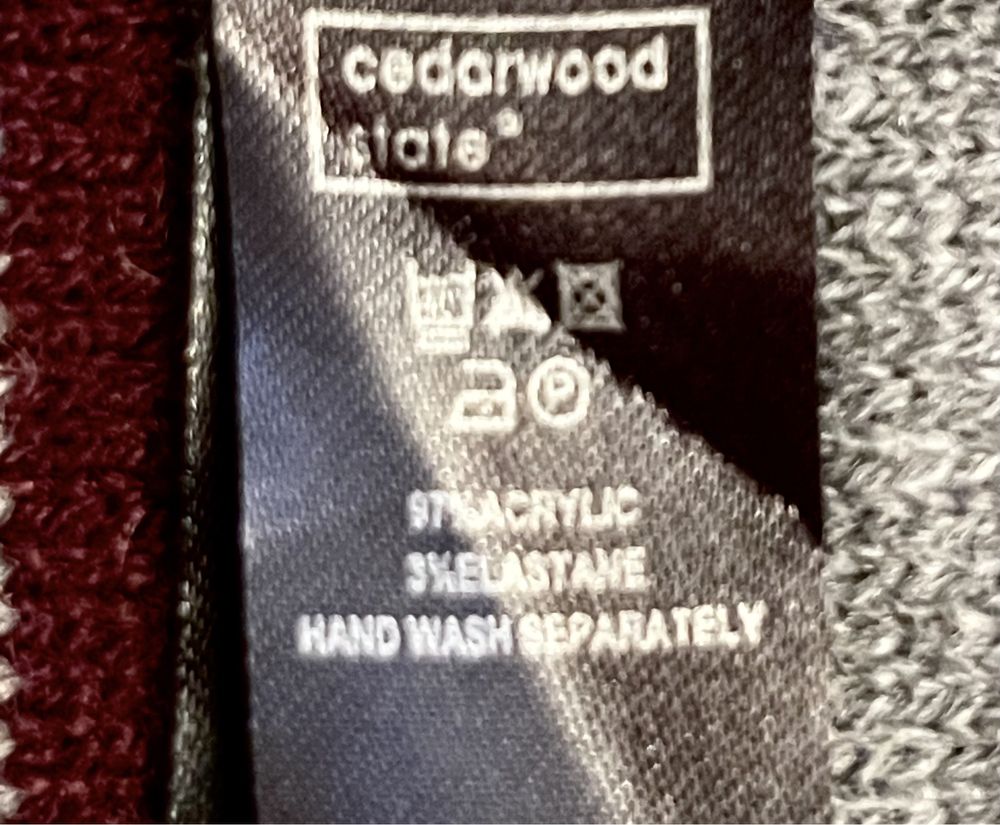 cedarwood
state®
P
97% ACRYLIC
3% ELASTANE
HAND WASH SEPARATELY